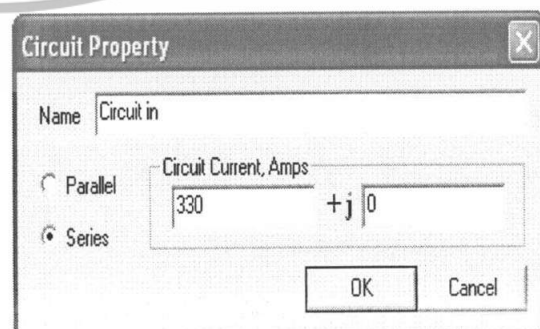 Circuit Property
Name Circuit in
Circuit Current, Amps
Parallel
330 +j 0
Series
OK Cancel